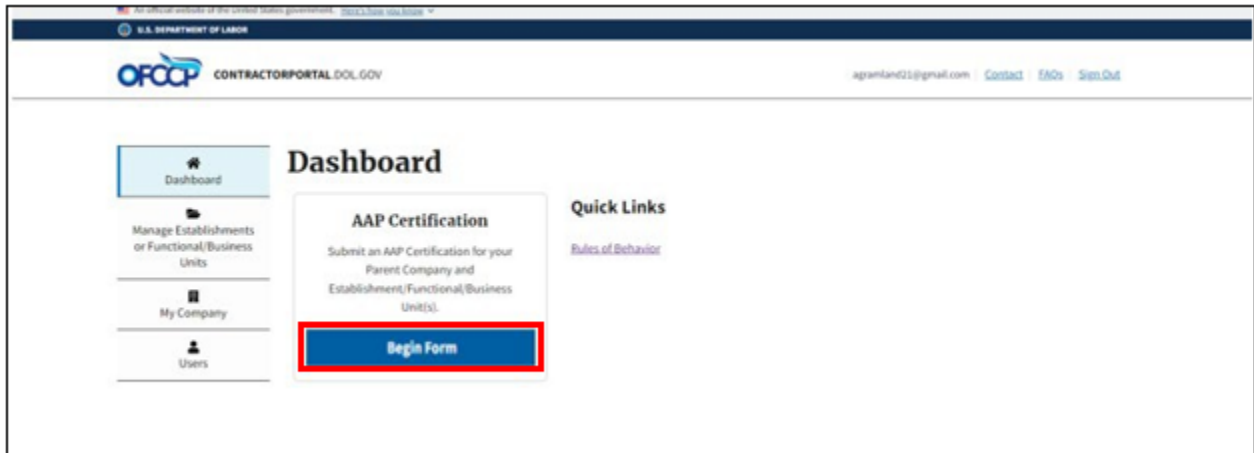 An official website of the United States government. Here's how you know
U.S. DEPARTMENT OF LABOR
OFCCP CONTRACTORPORTAL.DOL.GOV
agramland21@gmail.com Contact FAQs Sign Out
Dashboard
Manage Establishments
or Functional/Business
Units
My Company
Users
Dashboard
AAP Certification
Submit an AAP Certification for your
Parent Company and
Establishment/Functional/Business
Unit(s).
Begin Form
Quick Links
Rules of Behavior